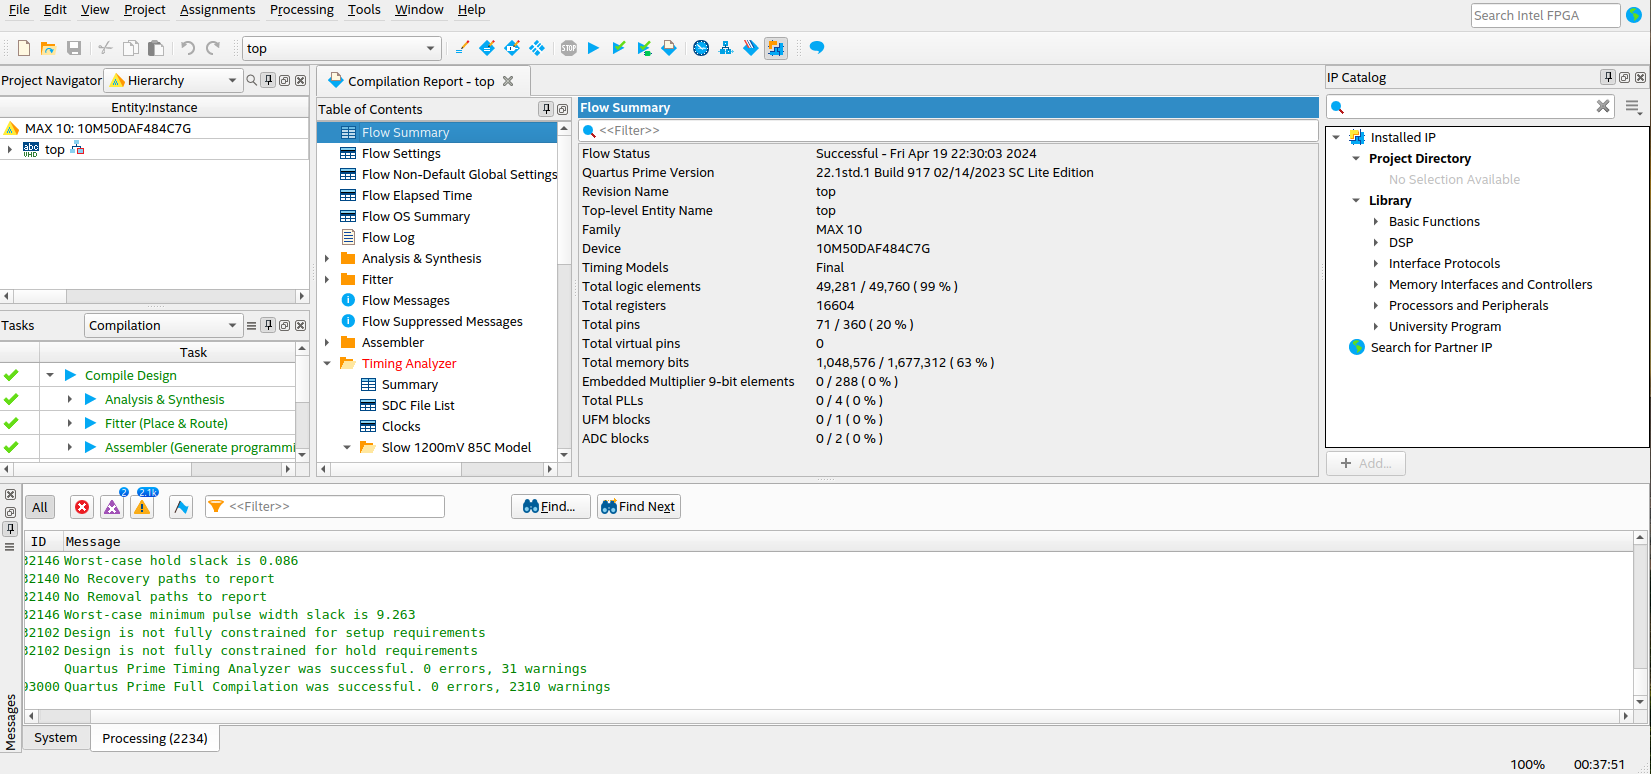 File Edit View Project Assignments Processing Tools Window Help
Search Intel FPGA
top
STOP
Project Navigator Hierarchy
Entity:Instance
MAX 10: 10M50DAF484C7G
abc
VHD
top
Tasks Compilation
Task
Compile Design
Analysis & Synthesis
Fitter (Place & Route)
Assembler (Generate programmi
Compilation Report - top
Table of Contents
Flow Summary
Flow Settings
Flow Non-Default Global Settings
Flow Elapsed Time
Flow OS Summary
Flow Log
Analysis & Synthesis
Fitter
Flow Messages
Flow Suppressed Messages
Assembler
Timing Analyzer
Summary
SDC File List
Clocks
Slow 1200mV 85C Model
Flow Summary
<<Filter>>
Flow Status Successful - Fri Apr 19 22:30:03 2024
Quartus Prime Version 22.1std.1 Build 917 02/14/2023 SC Lite Edition
Revision Name top
Top-level Entity Name top
Family MAX 10
Device 10M50DAF484C7G
Timing Models Final
Total logic elements 49,281 / 49,760 ( 99 % )
Total registers 16604
Total pins 71 / 360 ( 20 % )
Total virtual pins 0
Total memory bits 1,048,576 / 1,677,312 ( 63 % )
Embedded Multiplier 9-bit elements 0 / 288 ( 0 % )
Total PLLs 0 / 4 ( 0 % )
UFM blocks 0 / 1 ( 0 % )
ADC blocks 0 / 2 ( 0 % )
IP Catalog
Installed IP
Project Directory
No Selection Available
Library
Basic Functions
DSP
Interface Protocols
Memory Interfaces and Controllers
Processors and Peripherals
University Program
Search for Partner IP
+ Add...
All 2 2.1k <<Filter>> Find... Find Next
ID Message
32146 Worst-case hold slack is 0.086
32140 No Recovery paths to report
32140 No Removal paths to report
32146 Worst-case minimum pulse width slack is 9.263
32102 Design is not fully constrained for setup requirements
32102 Design is not fully constrained for hold requirements
Quartus Prime Timing Analyzer was successful. 0 errors, 31 warnings
93000 Quartus Prime Full Compilation was successful. 0 errors, 2310 warnings
Messages
System Processing (2234)
100% 00:37:51